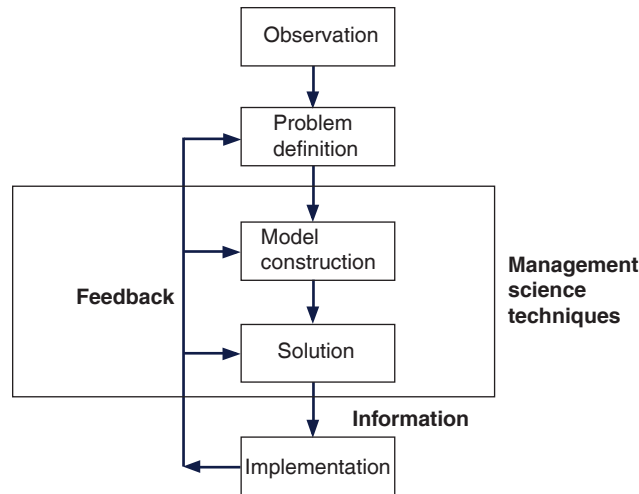 Observation
Problem
definition
Model
construction
Feedback
Management
science
techniques
Solution
Information
Implementation